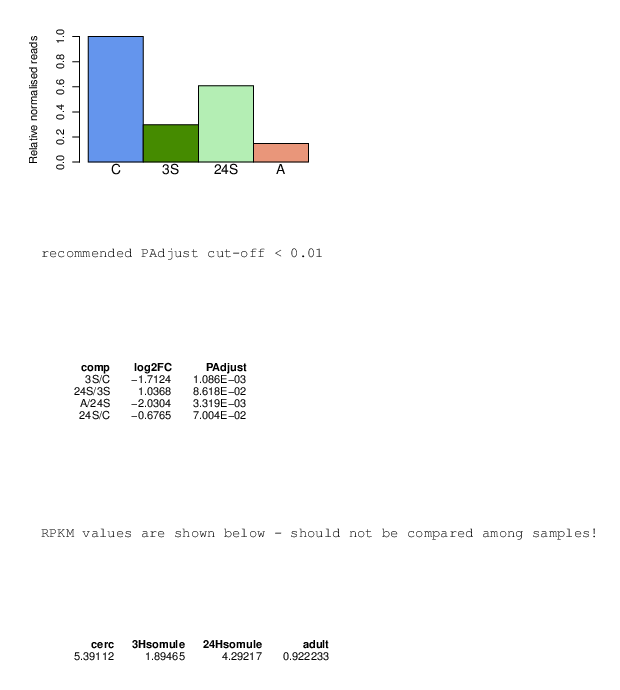 Relative normalised reads
1.0
0.8
0.6
0.4
0.2
0.0
C 3S 24S A
recommended PAdjust cut-off < 0.01
comp log2FC PAdjust
3S/C −1.7124 1.086E−03
24S/3S 1.0368 8.618E−02
A/24S −2.0304 3.319E−03
24S/C −0.6765 7.004E−02
RPKM values are shown below - should not be compared among samples!
cerc 3Hsomule 24Hsomule adult
5.39112 1.89465 4.29217 0.922233